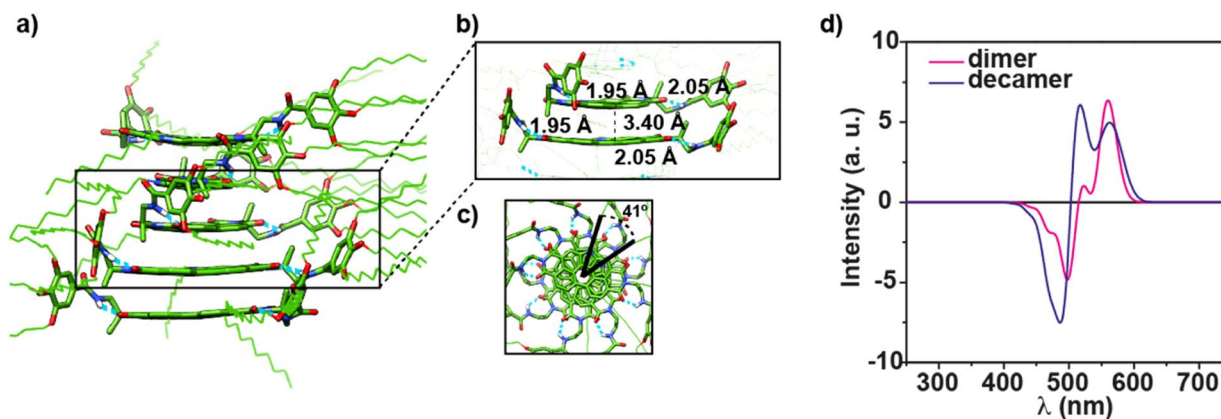 a)
b)
1.95 Å
2.05 Å
1.95 Å
3.40 Å
2.05 Å
c)
41º
d)
dimer
decamer
Intensity (a. u.)
10
5
0
-5
-10
300
400
500
600
700
λ (nm)